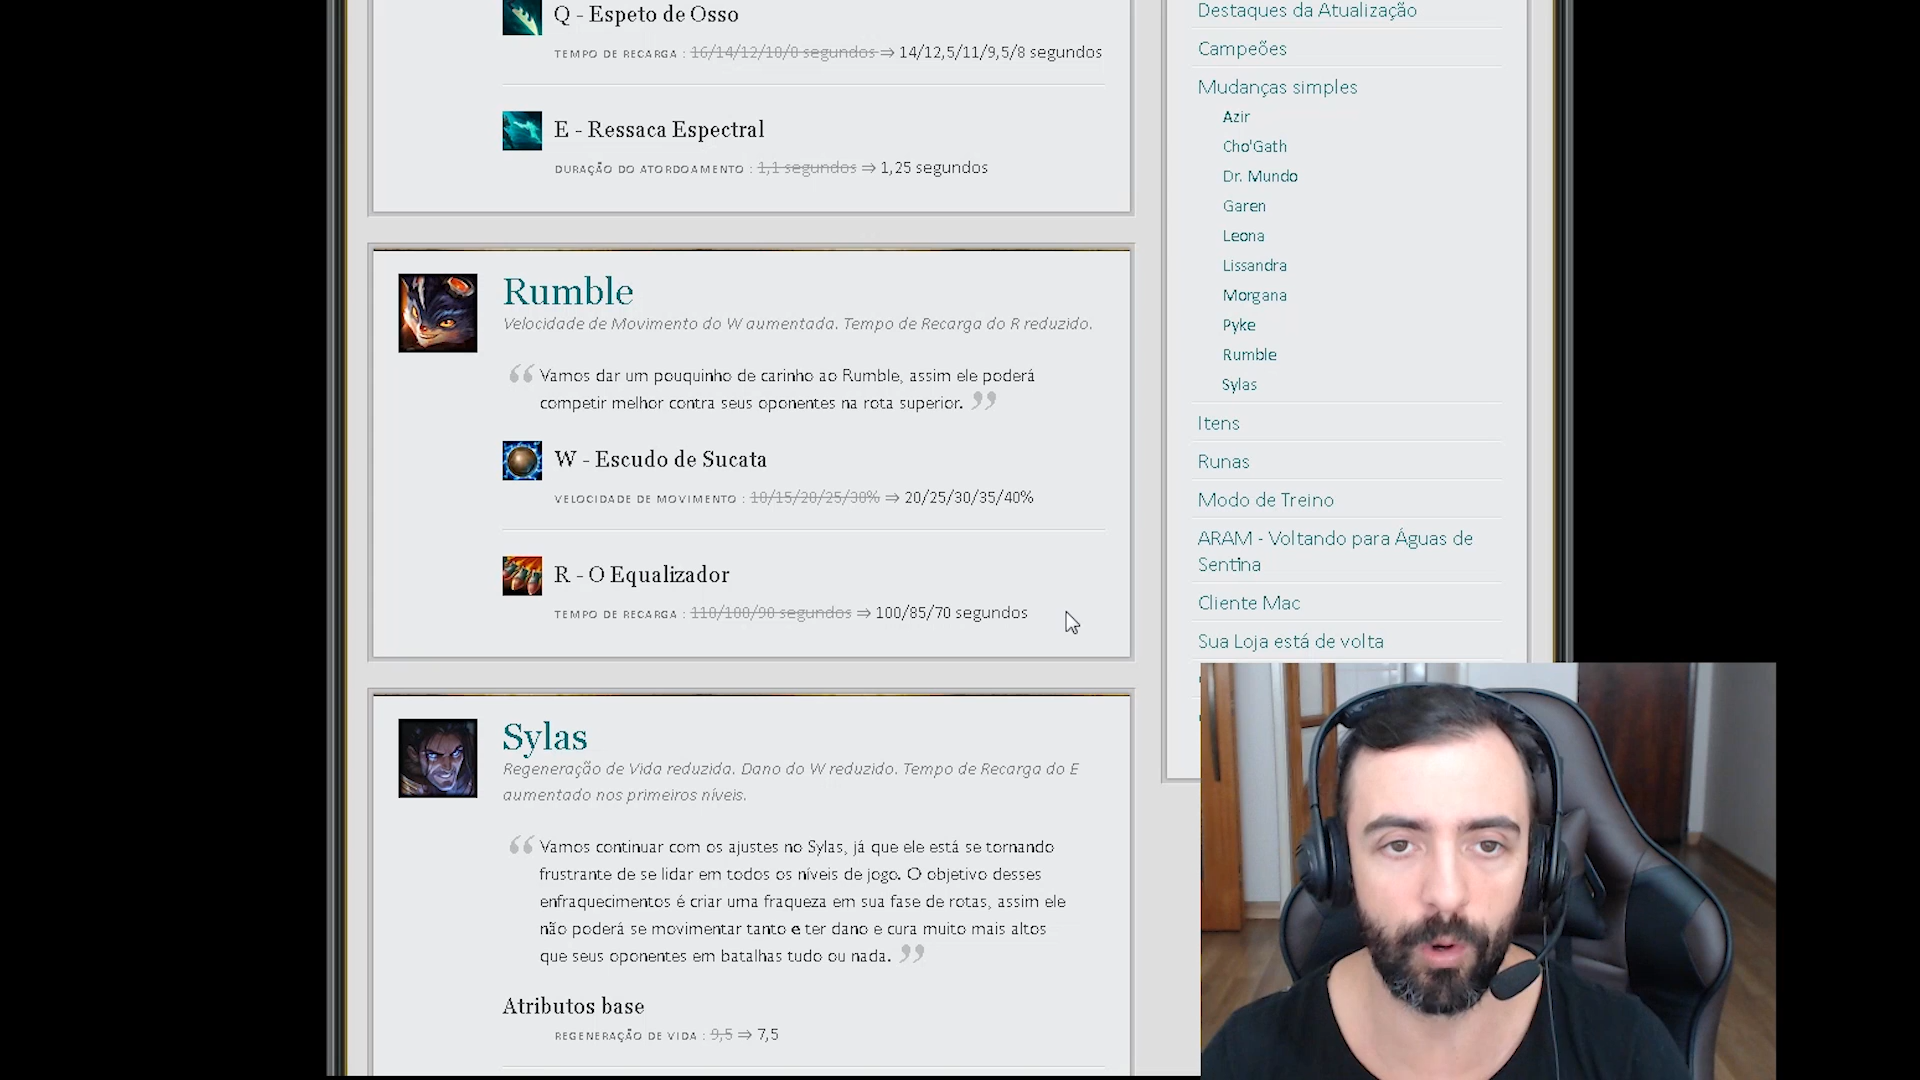 Q - Espeto de Osso
TEMPO DE RECARGA : 16/14/12/10/8 segundos ⇒ 14/12,5/11/9,5/8 segundos
E - Ressaca Espectral
DURAÇÃO DO ATORDOAMENTO : 1,1 segundos ⇒ 1,25 segundos
Rumble
Velocidade de Movimento do W aumentada. Tempo de Recarga do R reduzido.
“ Vamos dar um pouquinho de carinho ao Rumble, assim ele poderá
competir melhor contra seus oponentes na rota superior. ”
W - Escudo de Sucata
VELOCIDADE DE MOVIMENTO : 10/15/20/25/30% ⇒ 20/25/30/35/40%
R - O Equalizador
TEMPO DE RECARGA : 110/100/90 segundos ⇒ 100/85/70 segundos
Sylas
Regeneração de Vida reduzida. Dano do W reduzido. Tempo de Recarga do E
aumentado nos primeiros níveis.
“ Vamos continuar com os ajustes no Sylas, já que ele está se tornando
frustrante de se lidar em todos os níveis de jogo. O objetivo desses
enfraquecimentos é criar uma fraqueza em sua fase de rotas, assim ele
não poderá se movimentar tanto e ter dano e cura muito mais altos
que seus oponentes em batalhas tudo ou nada. ”
Atributos base
REGENERAÇÃO DE VIDA : 9,5 ⇒ 7,5
Destaques da Atualização
Campeões
Mudanças simples
Azir
Cho'Gath
Dr. Mundo
Garen
Leona
Lissandra
Morgana
Pyke
Rumble
Sylas
Itens
Runas
Modo de Treino
ARAM - Voltando para Águas de
Sentina
Cliente Mac
Sua Loja está de volta